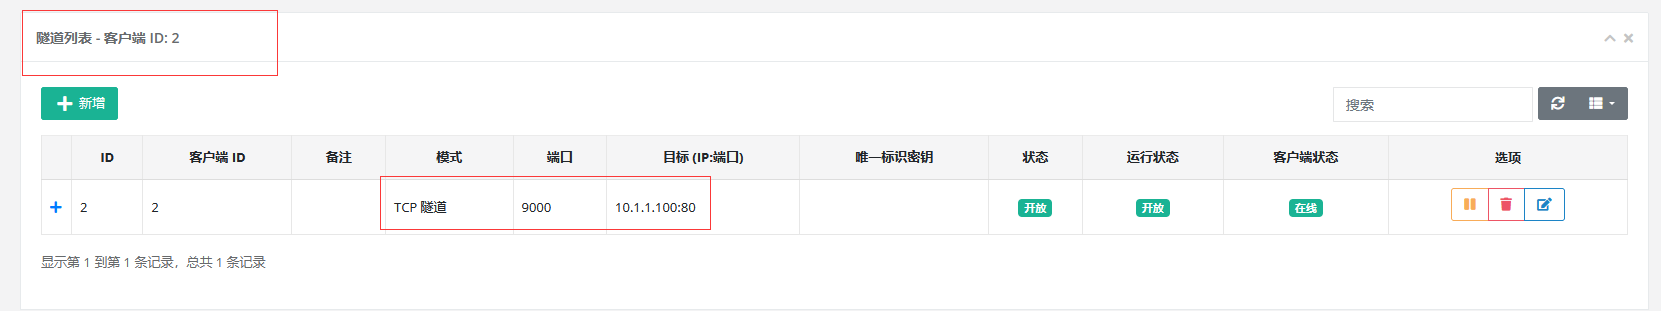 隧道列表 - 客户端 ID: 2
新增
搜索
ID 客户端 ID 备注 模式 端口 目标 (IP:端口) 唯一标识密钥 状态 运行状态 客户端状态 选项
2 2 TCP 隧道 9000 10.1.1.100:80 开放 开放 在线
显示第 1 到第 1 条记录，总共 1 条记录